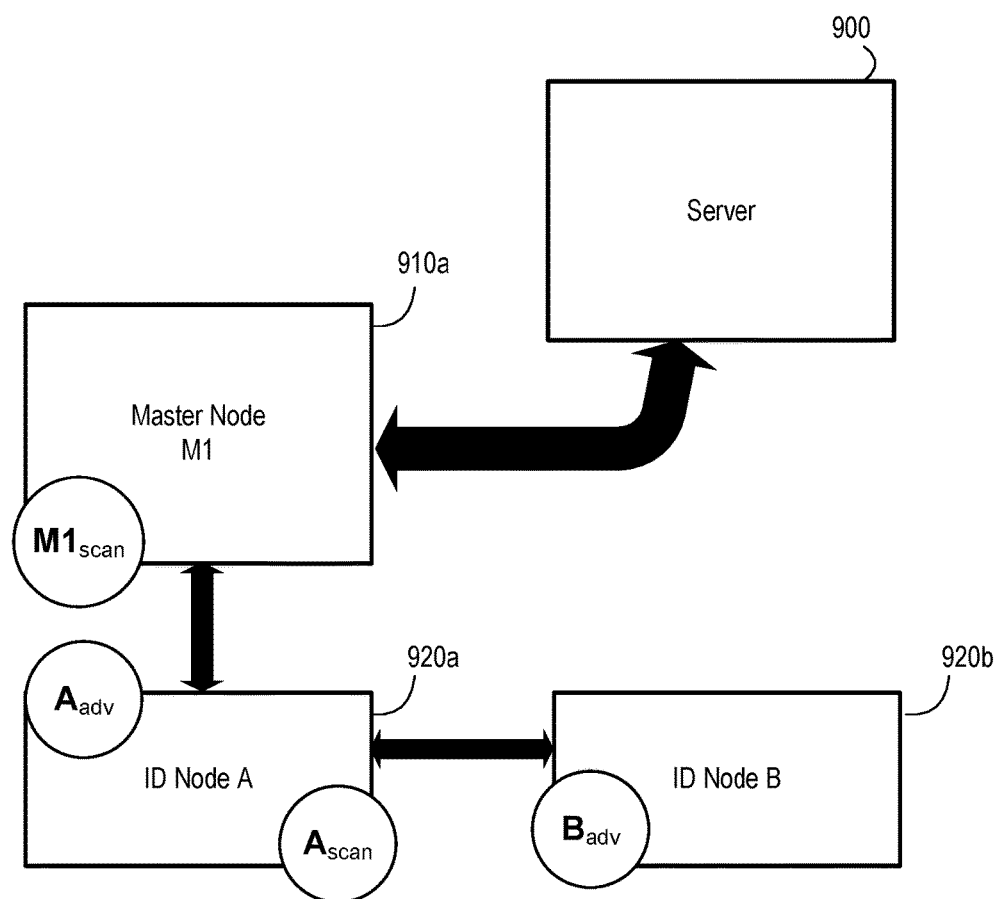 900
Server
910a
Master Node
M1
M1scan
Aadv
920a
920b
ID Node A
ID Node B
Ascan
Badv